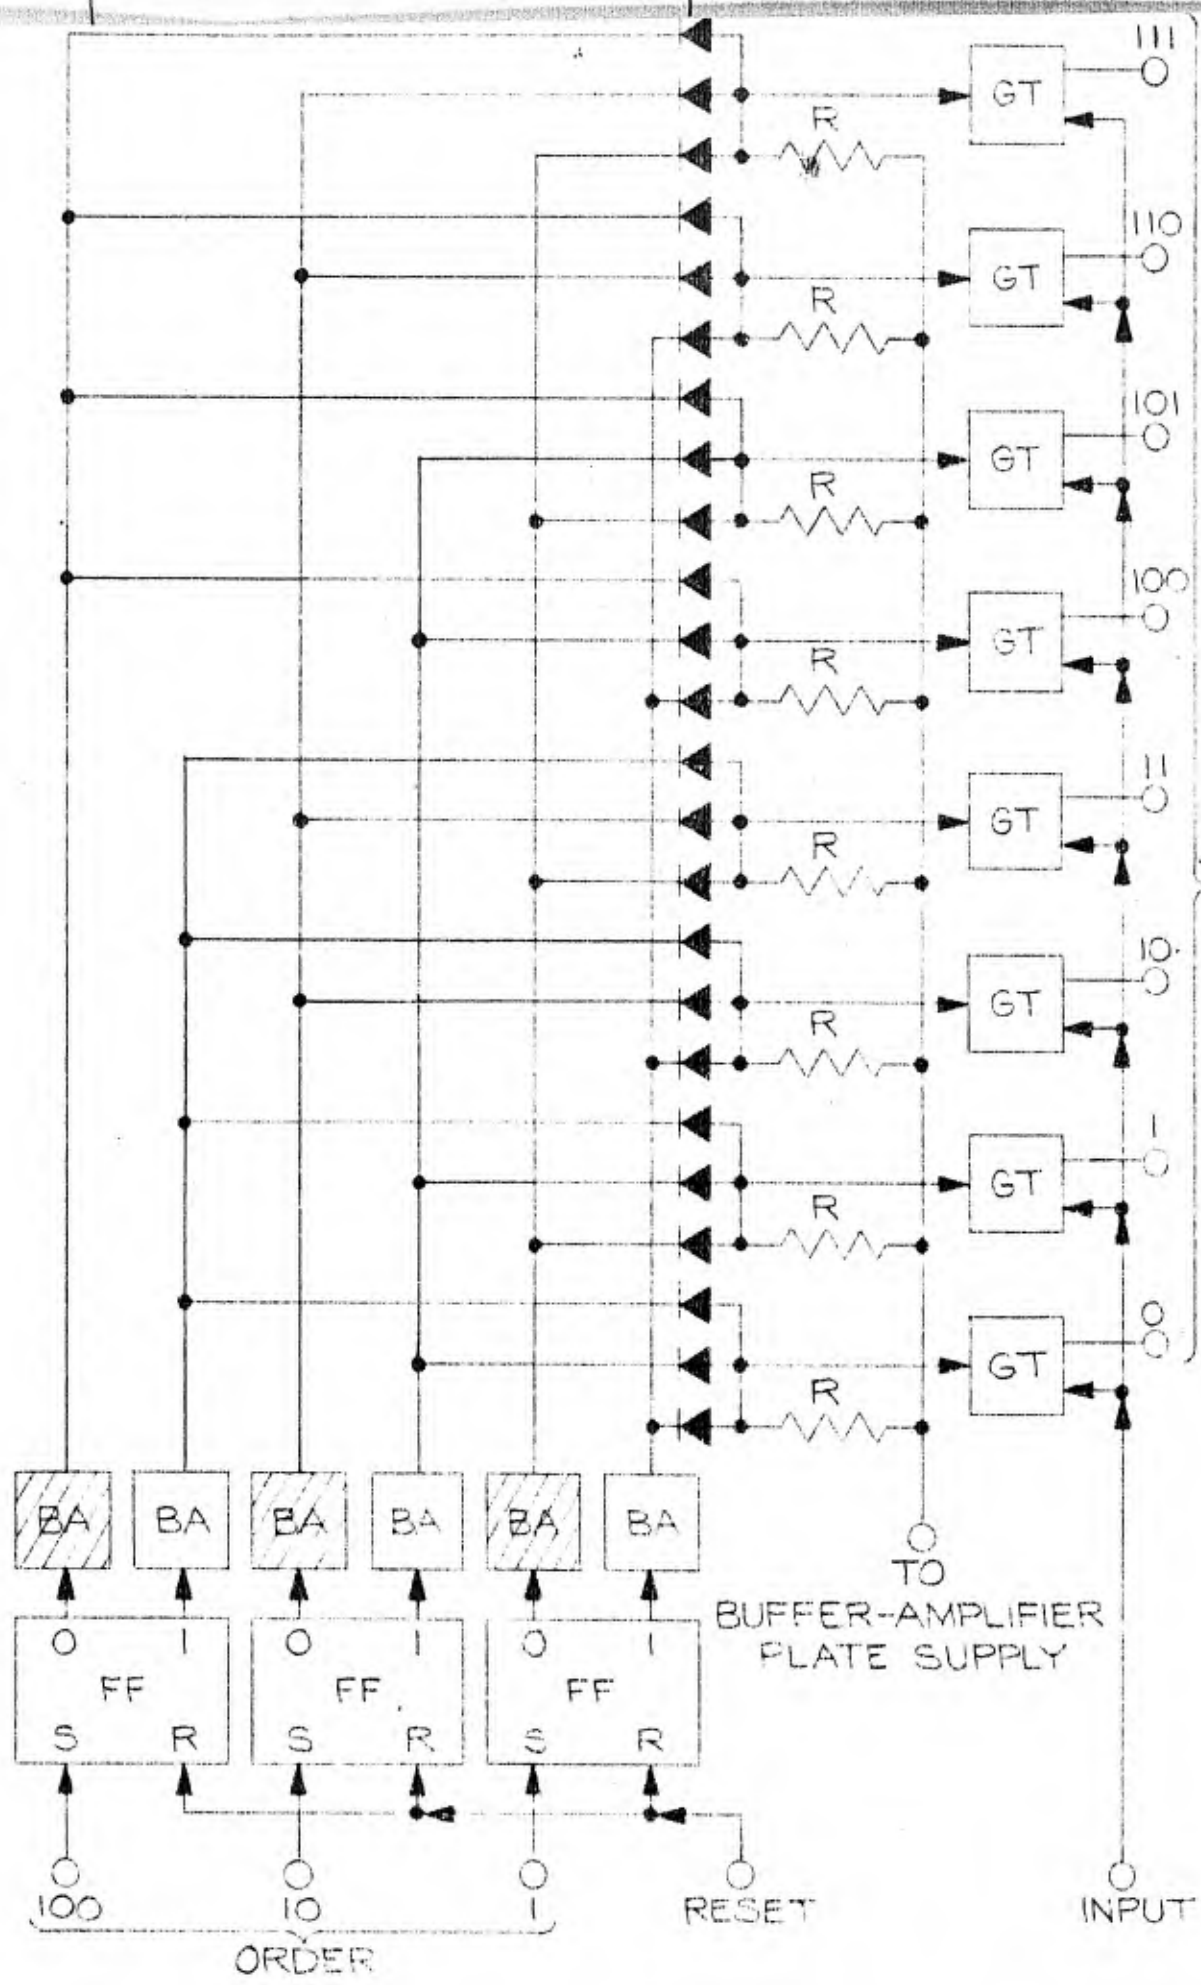 111
GT
R
110
GT
R
101
GT
R
100
GT
R
11
GT
R
10
GT
R
1
GT
R
0
GT
R
BA BA BA BA BA BA
TO
BUFFER-AMPLIFIER
PLATE SUPPLY
0 1 0 1 0 1
FF FF FF
S R S R S R
100 10 1 RESET INPUT
ORDER